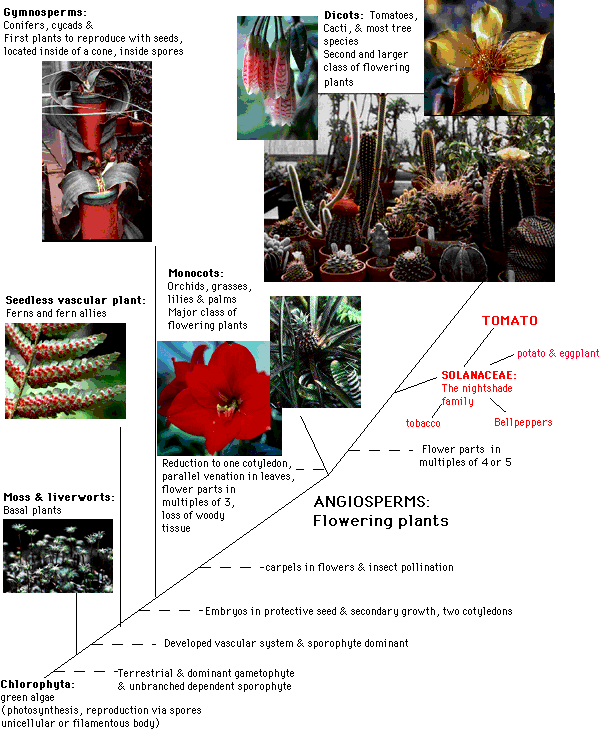 Gymnosperms:
Conifers, cycads &
First plants to reproduce with seeds,
located inside of a cone, inside spores
Dicots: Tomatoes,
Cacti, & most tree
species
Second and larger
class of flowering
plants
Monocots:
Orchids, grasses,
lilies & palms
Major class of
flowering plants
Seedless vascular plant:
Ferns and fern allies
TOMATO
potato & eggplant
SOLANACEAE:
The nightshade
family
tobacco
Bellpeppers
Flower parts in
multiples of 4 or 5
Reduction to one cotyledon,
parallel venation in leaves,
flower parts in
multiples of 3,
loss of woody
tissue
Moss & liverworts:
Basal plants
ANGIOSPERMS:
Flowering plants
carpels in flowers & insect pollination
Embryos in protective seed & secondary growth, two cotyledons
Developed vascular system & sporophyte dominant
Terrestrial & dominant gametophyte
& unbranched dependent sporophyte
Chlorophyta:
green algae
(photosynthesis, reproduction via spores
unicellular or filamentous body)